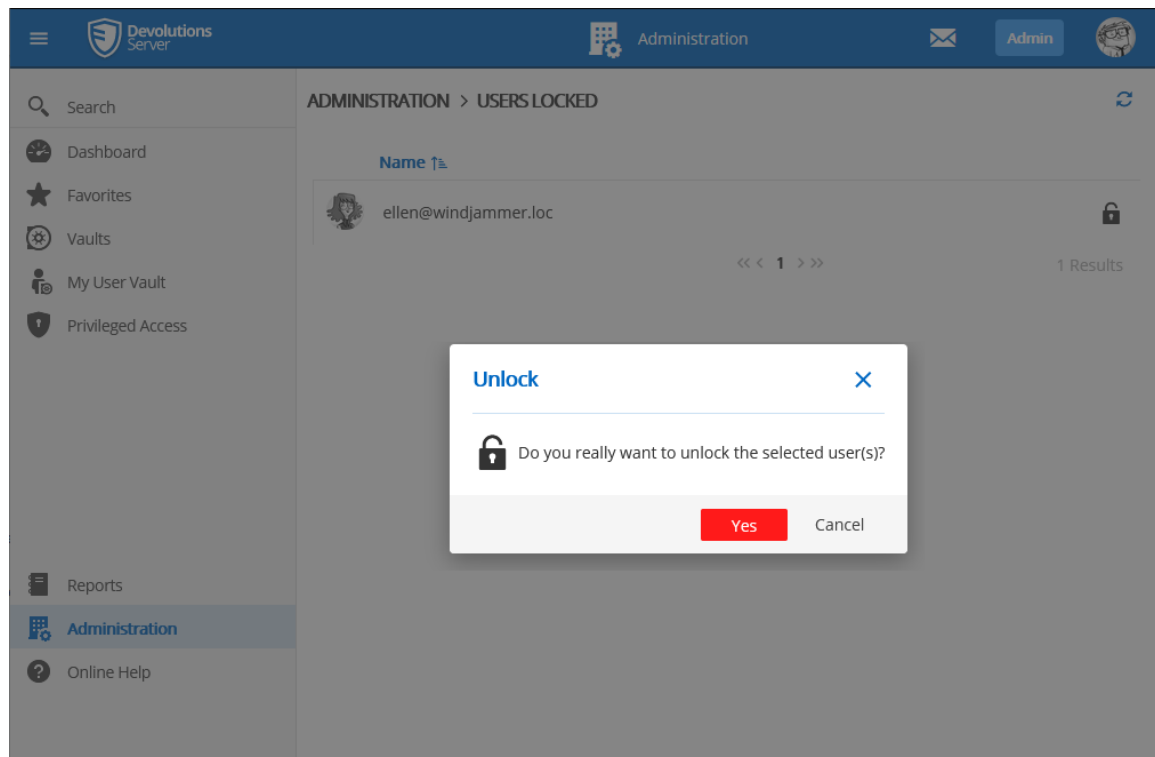 Devolutions
Server
Administration
Admin
Search
Dashboard
Favorites
Vaults
My User Vault
Privileged Access
Reports
Administration
Online Help
ADMINISTRATION > USERS LOCKED
Name
ellen@windjammer.loc
<< < 1 > >>
1 Results
Unlock
Do you really want to unlock the selected user(s)?
Yes Cancel